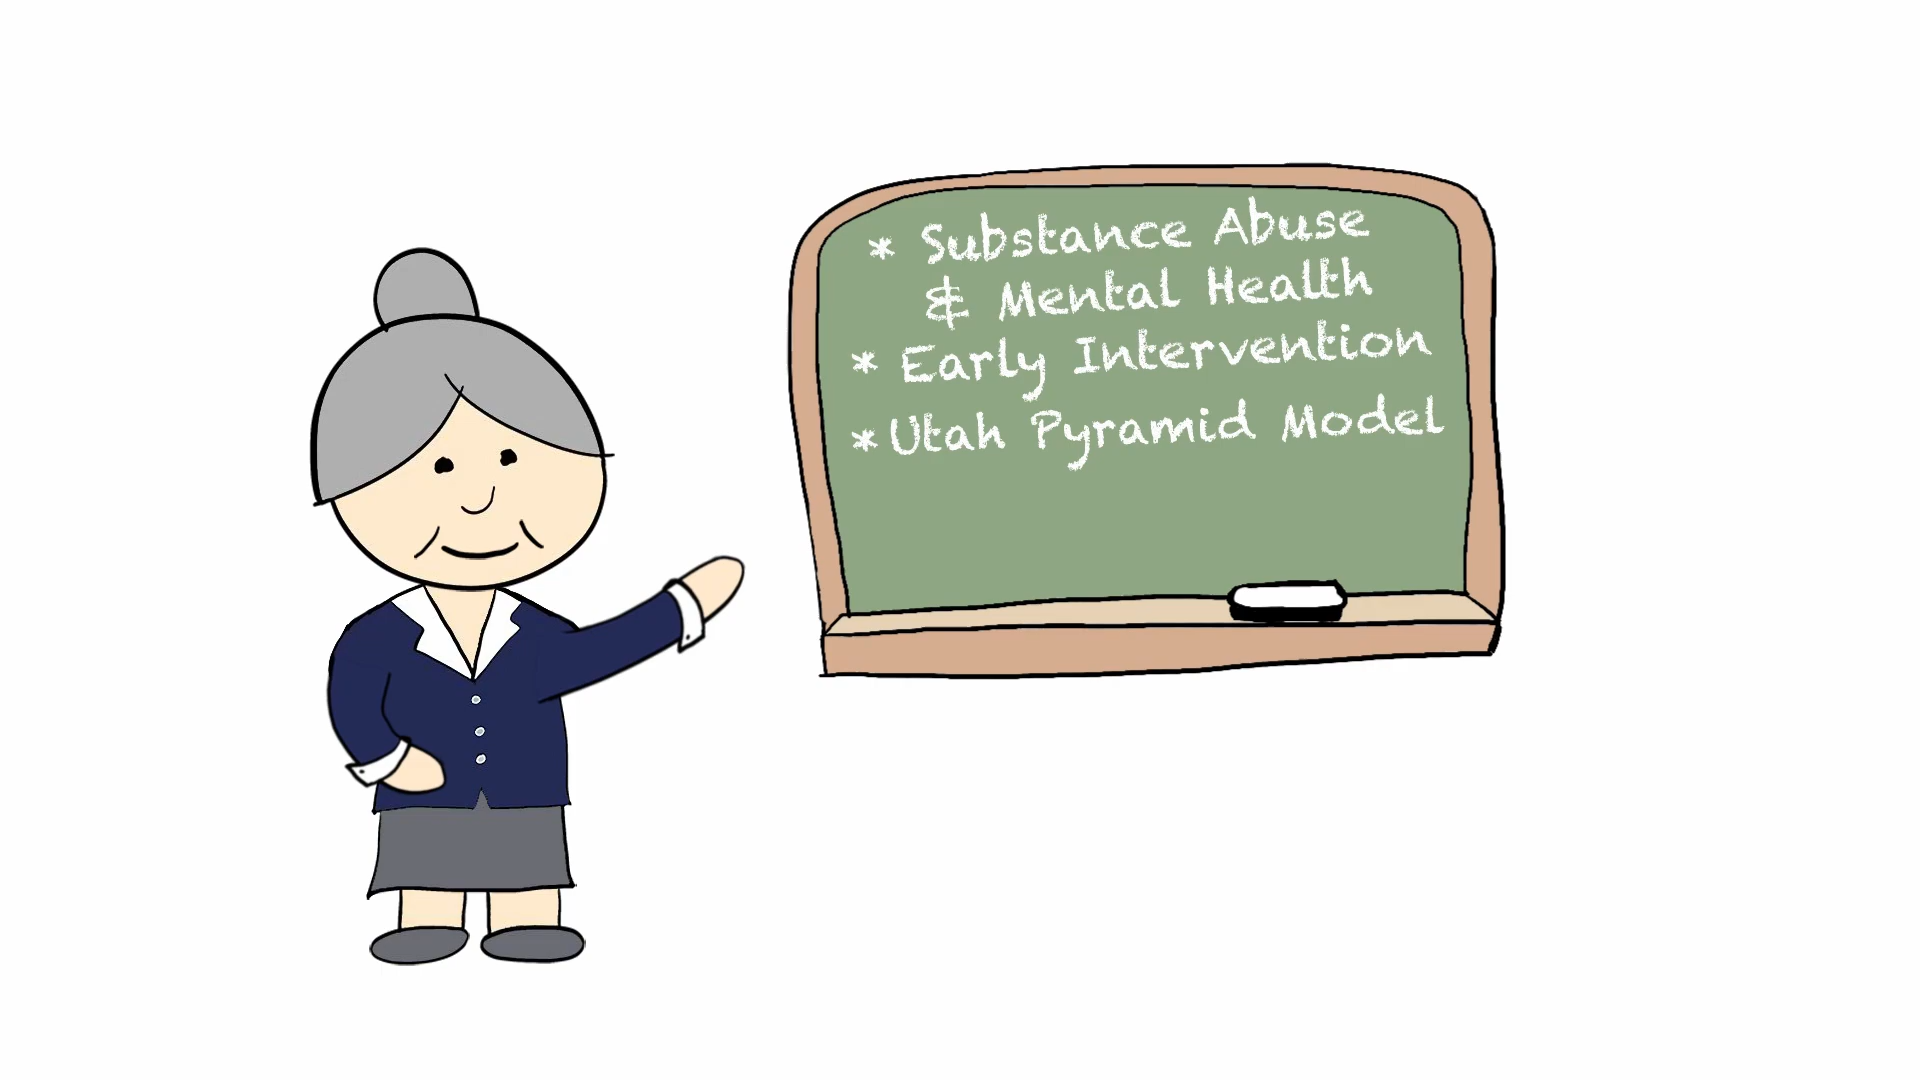 * Substance Abuse
& Mental Health
* Early Intervention
* Utah Pyramid Model